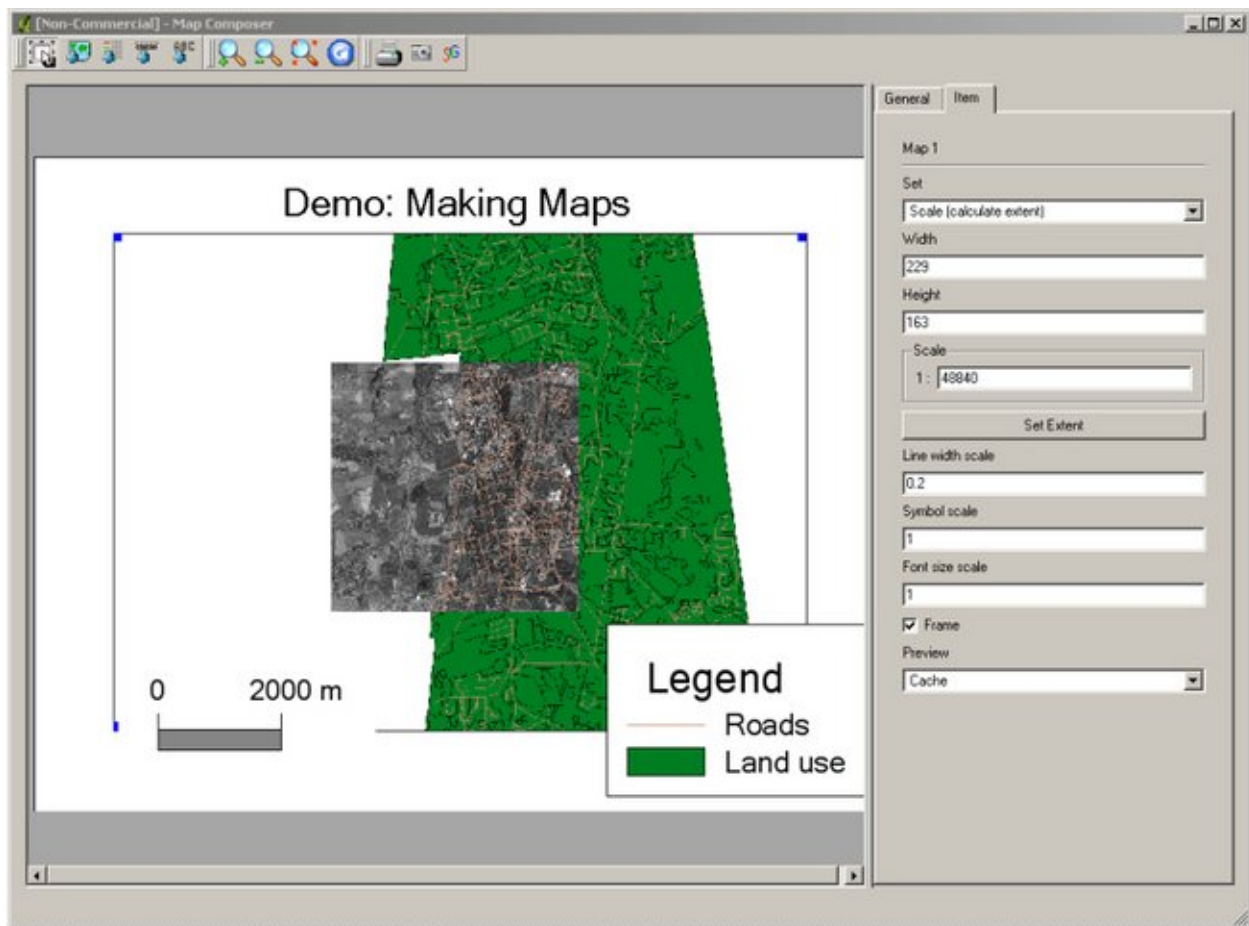 [Non-Commercial] - Map Composer
General Item
Demo: Making Maps
0 2000 m
Legend
Roads
Land use
Map 1
Set
Scale (calculate extent)
Width
229
Height
163
Scale
1 : 48840
Set Extent
Line width scale
0.2
Symbol scale
1
Font size scale
1
Frame
Preview
Cache